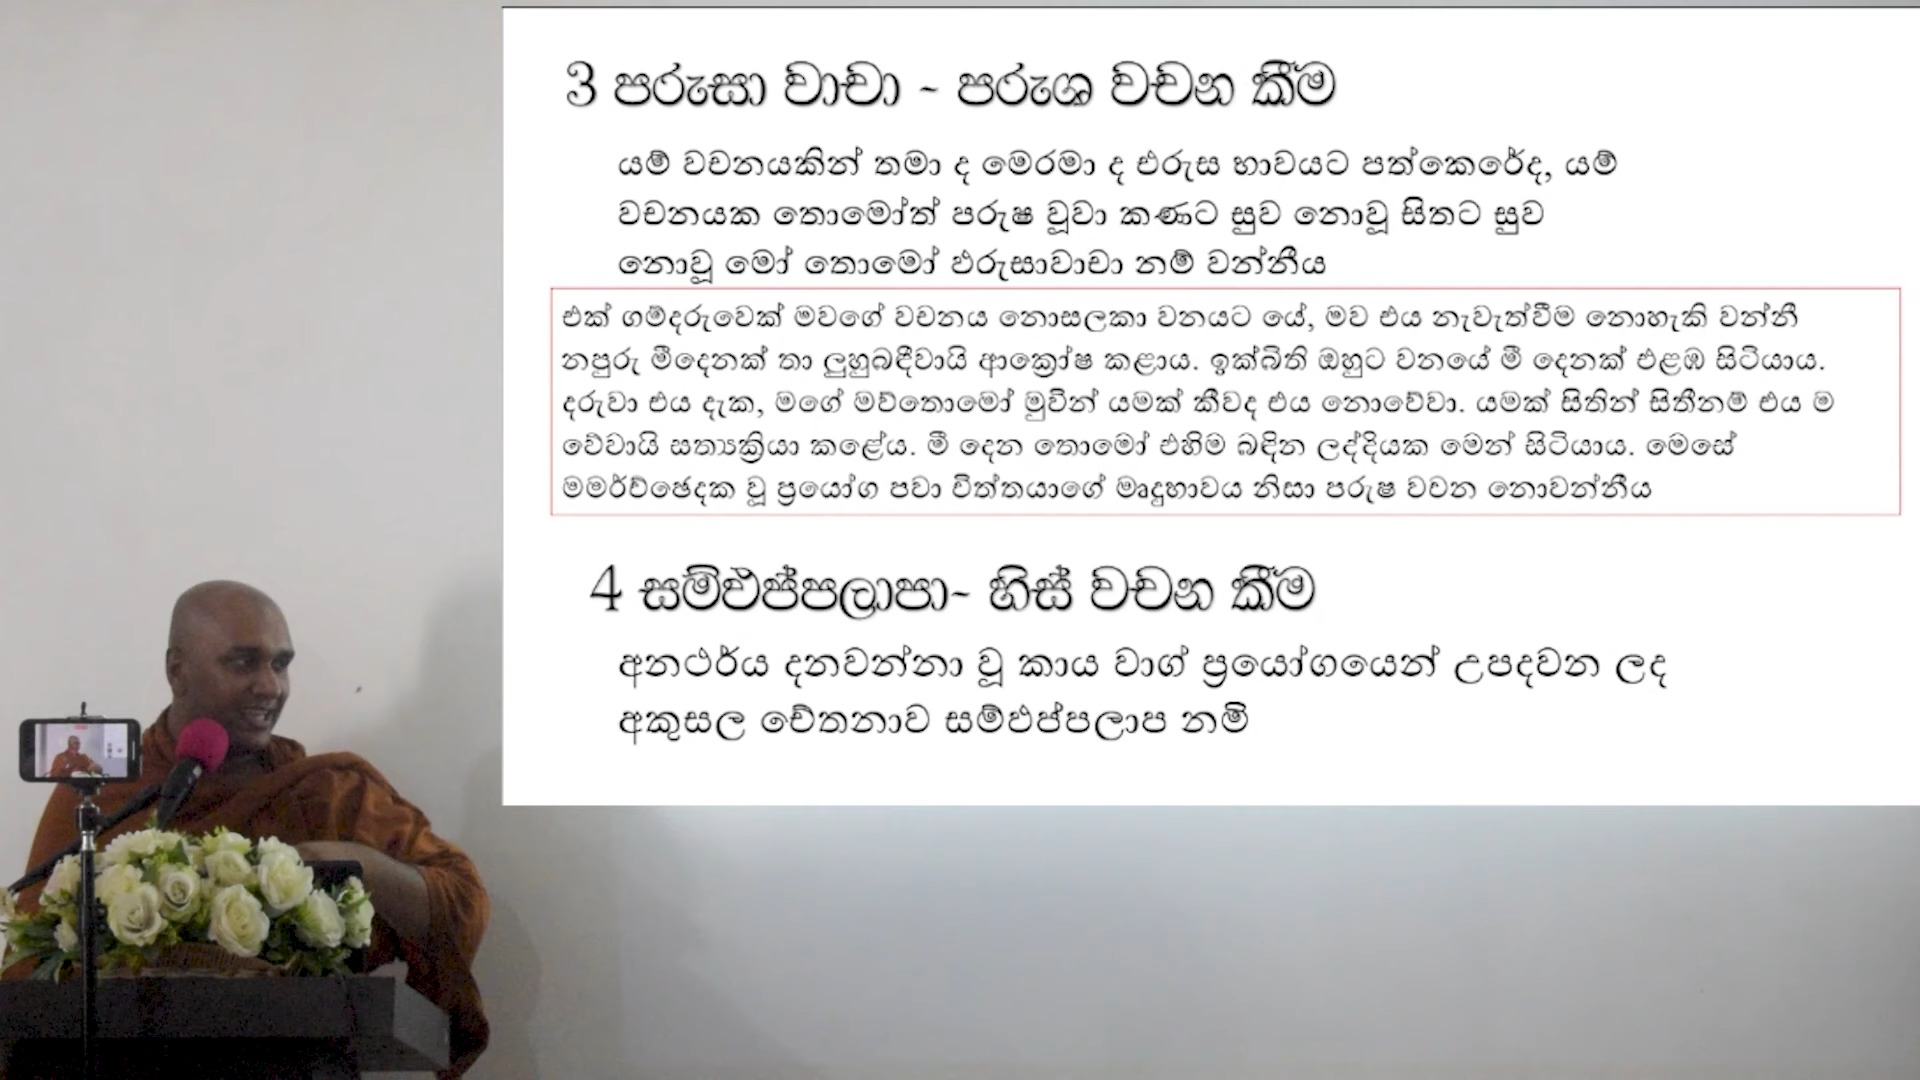 3 පරුසා වාචා - පරුශ වචන කීම
යම් වචනයකින් තමා ද මෙරමා ද එරුස භාවයට පත්කෙරේද, යම්
වචනයක තොමෝත් පරුෂ වූවා කණට සුව නොවූ සිතට සුව
නොවූ මෝ තොමෝ ඵරුසාවාචා නම් වන්නීය
එක් ගම්දරුවෙක් මවගේ වචනය නොසලකා වනයට යේ, මව එය නැවැත්වීම නොහැකි වන්නී
නපුරු මීදෙනක් තා ලුහුබඳීවායි ආක්‍රෝෂ කළාය. ඉක්බිති ඔහුට වනයේ මී දෙනක් එළඹ සිටියාය.
දරුවා එය දැක, මගේ මව්තොමෝ මුවින් යමක් කීවද එය නොවේවා. යමක් සිතින් සිතීනම් එය ම
වේවායි සත්‍යක්‍රියා කළේය. මී දෙන තොමෝ එහිම බඳින ලද්දියක මෙන් සිටියාය. මෙසේ
මමර්ච්ඡෙදක වූ ප්‍රයෝග පවා චිත්තයාගේ මෘදුභාවය නිසා පරුෂ වචන නොවන්නීය
4 සම්ඵප්පලාපා- හිස් වචන කීම
අනථර්ය දනවන්නා වූ කාය වාග් ප්‍රයෝගයෙන් උපදවන ලද
අකුසල චේතනාව සම්ඵප්පලාප නමි